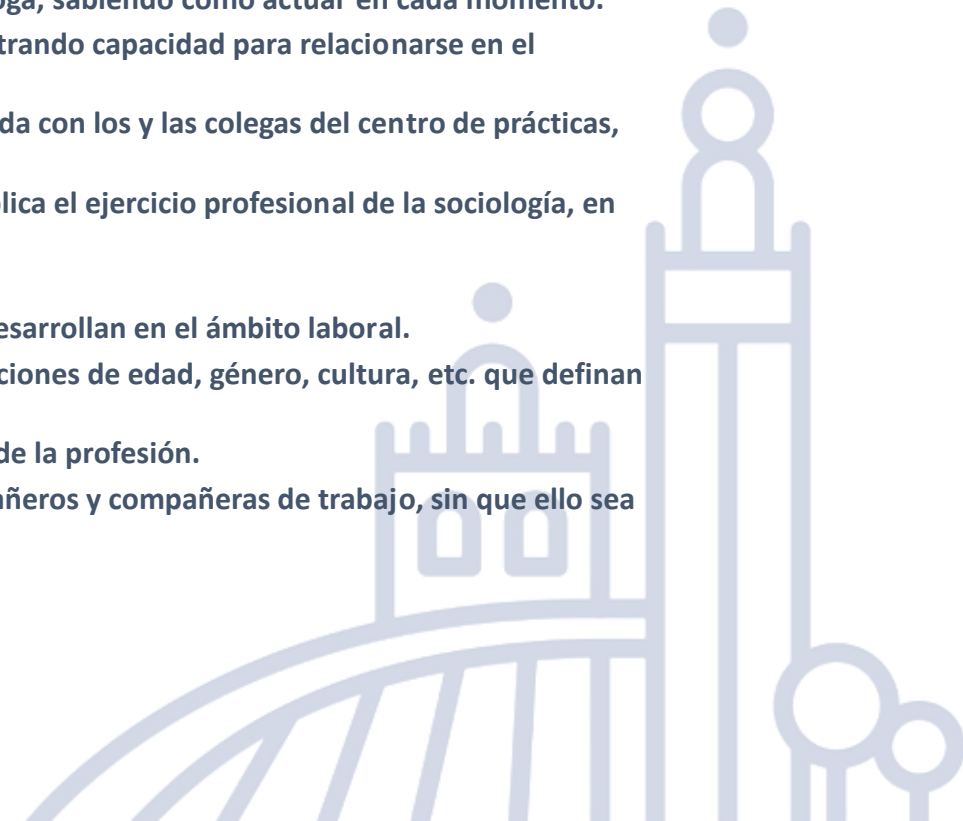 oga, sabiendo cómo actuar en cada momento.
trando capacidad para relacionarse en el
da con los y las colegas del centro de prácticas,
plica el ejercicio profesional de la sociología, en
esarrollan en el ámbito laboral.
ciones de edad, género, cultura, etc. que definan
de la profesión.
añeros y compañeras de trabajo, sin que ello sea